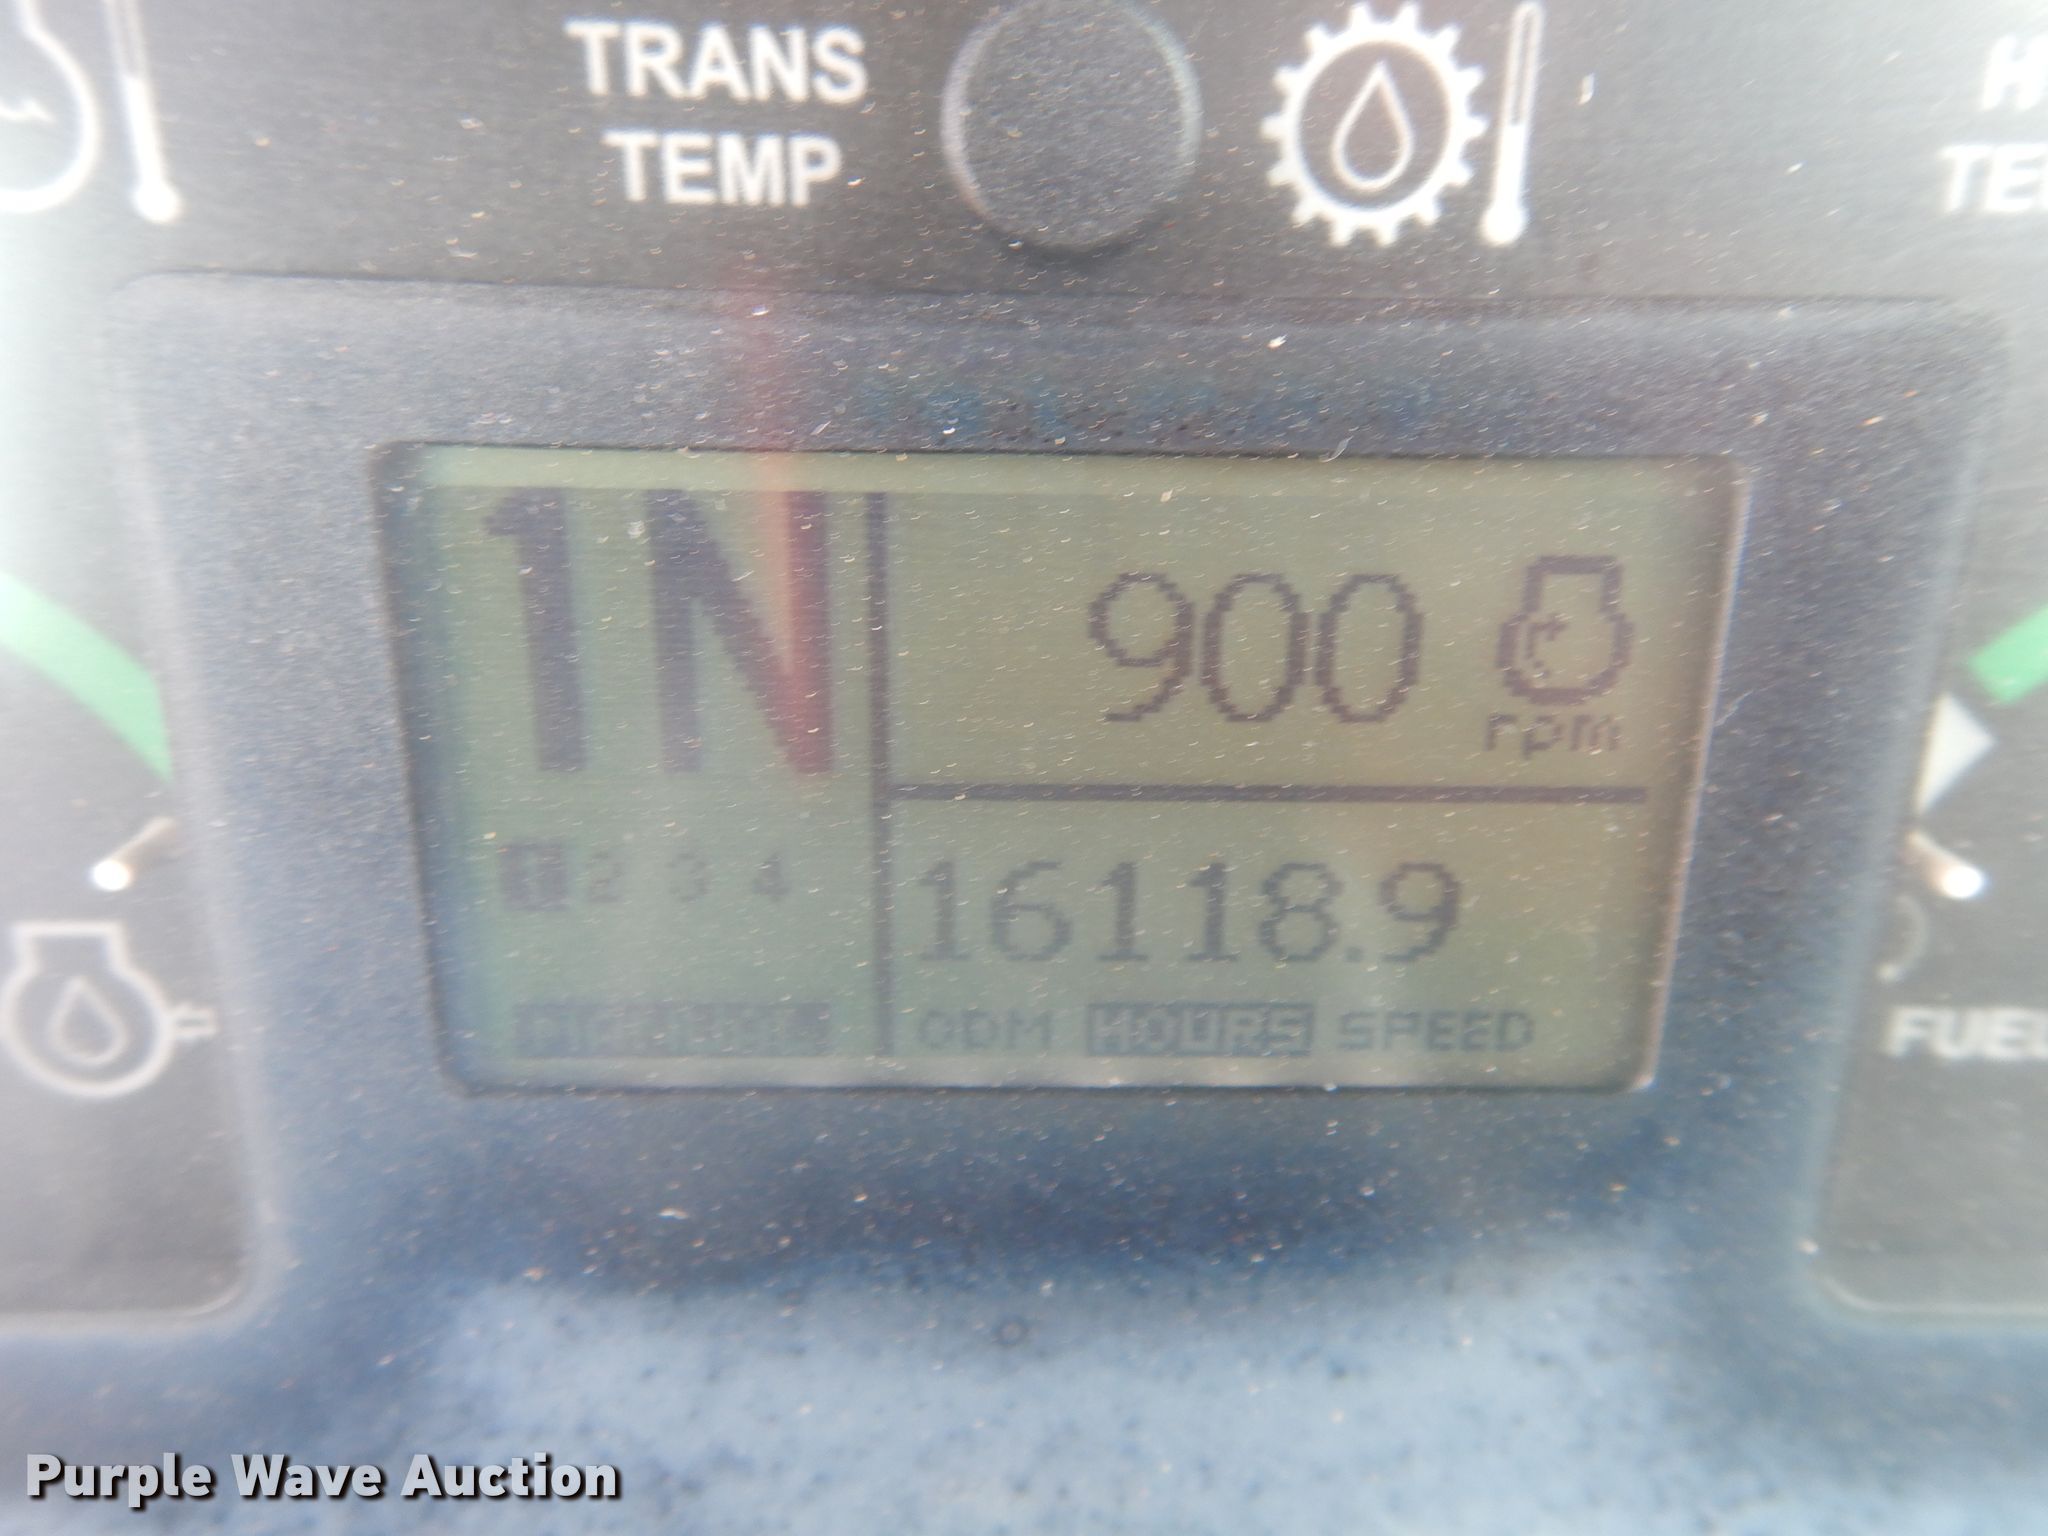 TRANS
TEMP
1N
900
rpm
1 2 3 4
16118.9
ODM HOURS SPEED
FUEL
Purple Wave Auction